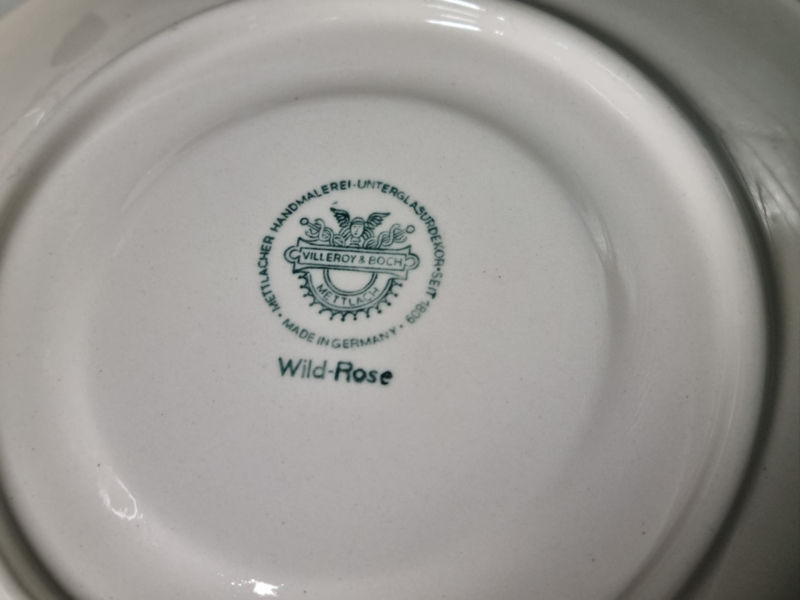 METTLACHER HANDMALEREI·UNTERGLASURDEKOR·SEIT 1809·
MADE IN GERMANY·
VILLEROY & BOCH
METTLACH
Wild-Rose